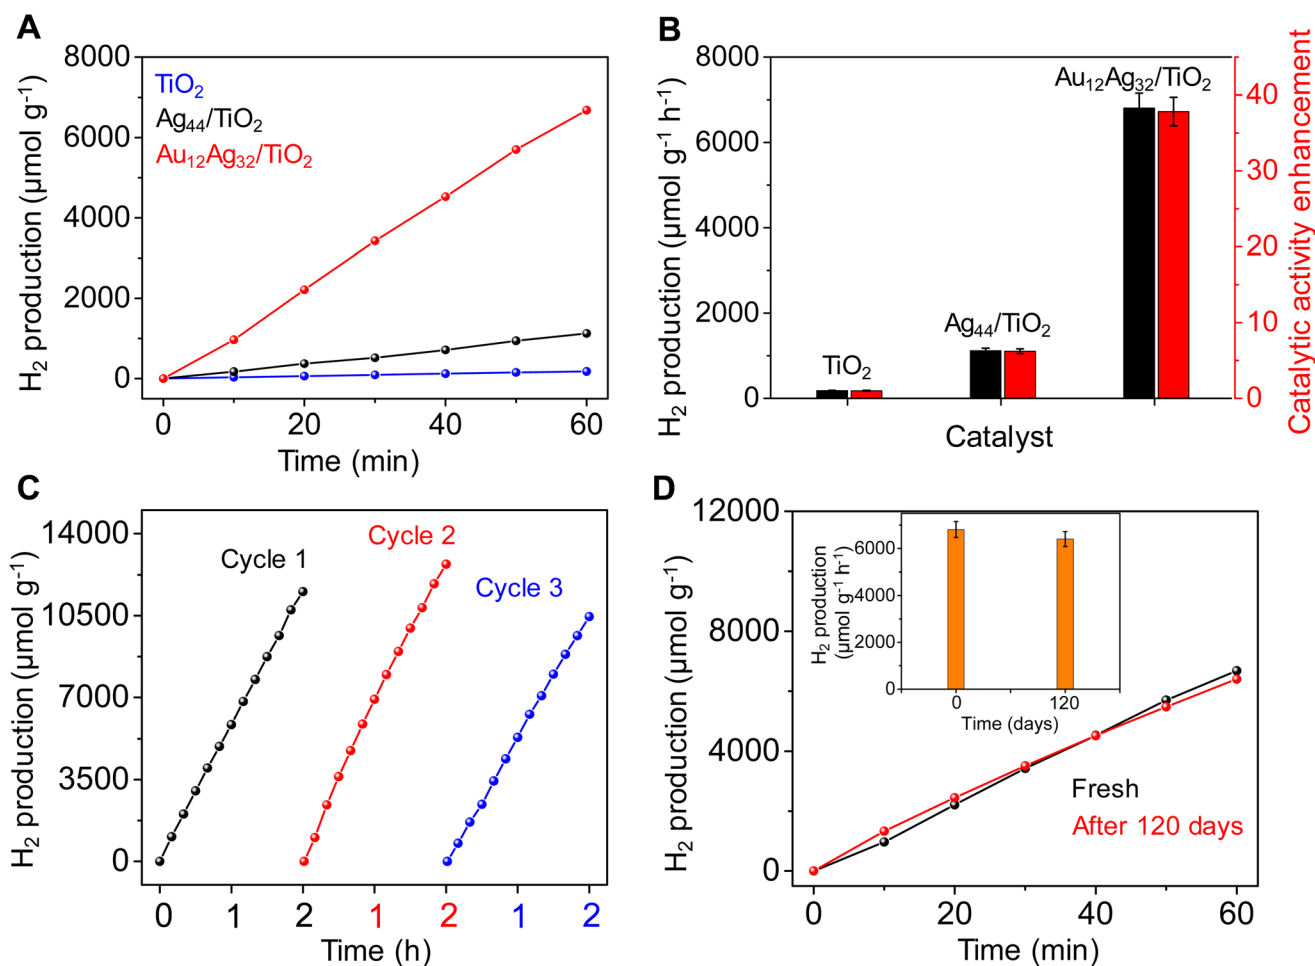 A
H₂ production (μmol g⁻¹)
8000
6000
4000
2000
0
TiO₂
Ag₄₄/TiO₂
Au₁₂Ag₃₂/TiO₂
0 20 40 60
Time (min)
B
H₂ production (μmol g⁻¹ h⁻¹)
8000
6000
4000
2000
0
TiO₂
Ag₄₄/TiO₂
Au₁₂Ag₃₂/TiO₂
40
30
20
10
0
Catalytic activity enhancement
Catalyst
C
H₂ production (μmol g⁻¹)
14000
10500
7000
3500
0
Cycle 1
Cycle 2
Cycle 3
0 1 2 1 2 1 2
Time (h)
D
H₂ production (μmol g⁻¹)
12000
8000
4000
0
H₂ production
(μmol g⁻¹ h⁻¹)
6000
4000
2000
0
0 120
Time (days)
Fresh
After 120 days
0 20 40 60
Time (min)